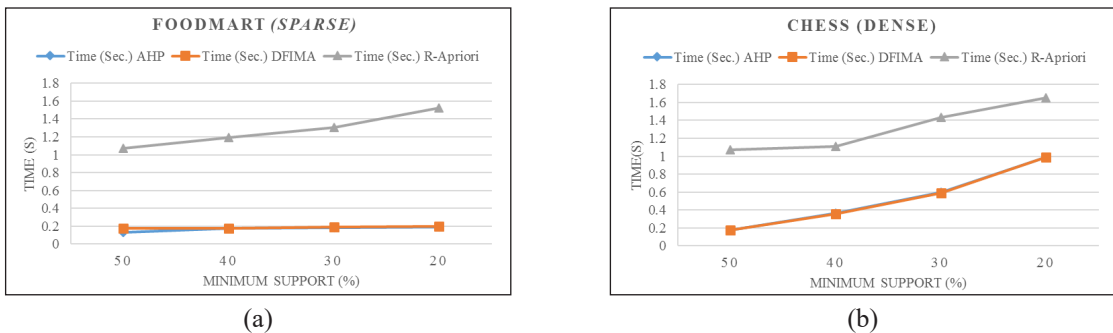 FOODMART (SPARSE)
Time (Sec.) AHP Time (Sec.) DFIMA Time (Sec.) R-Apriori
1.8
1.6
1.4
1.2
1
0.8
0.6
0.4
0.2
0
TIME (S)
50 40 30 20
MINIMUM SUPPORT (%)
(a)
CHESS (DENSE)
Time (Sec.) AHP Time (Sec.) DFIMA Time (Sec.) R-Apriori
1.8
1.6
1.4
1.2
1
0.8
0.6
0.4
0.2
0
TIME(S)
50 40 30 20
MINIMUM SUPPORT (%)
(b)